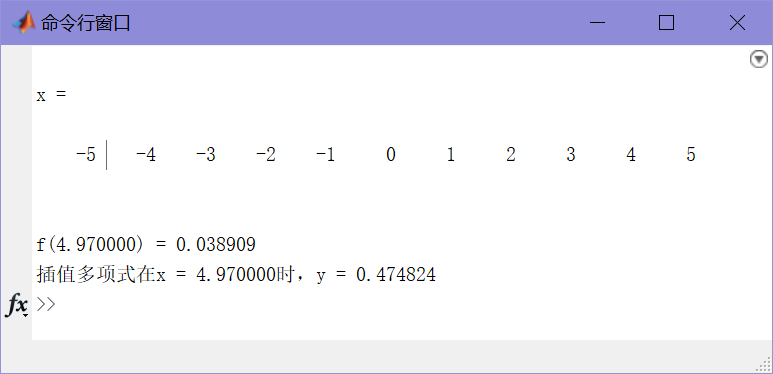 命令行窗口
x =
-5 -4 -3 -2 -1 0 1 2 3 4 5
f(4.970000) = 0.038909
插值多项式在x = 4.970000时，y = 0.474824
fx >>